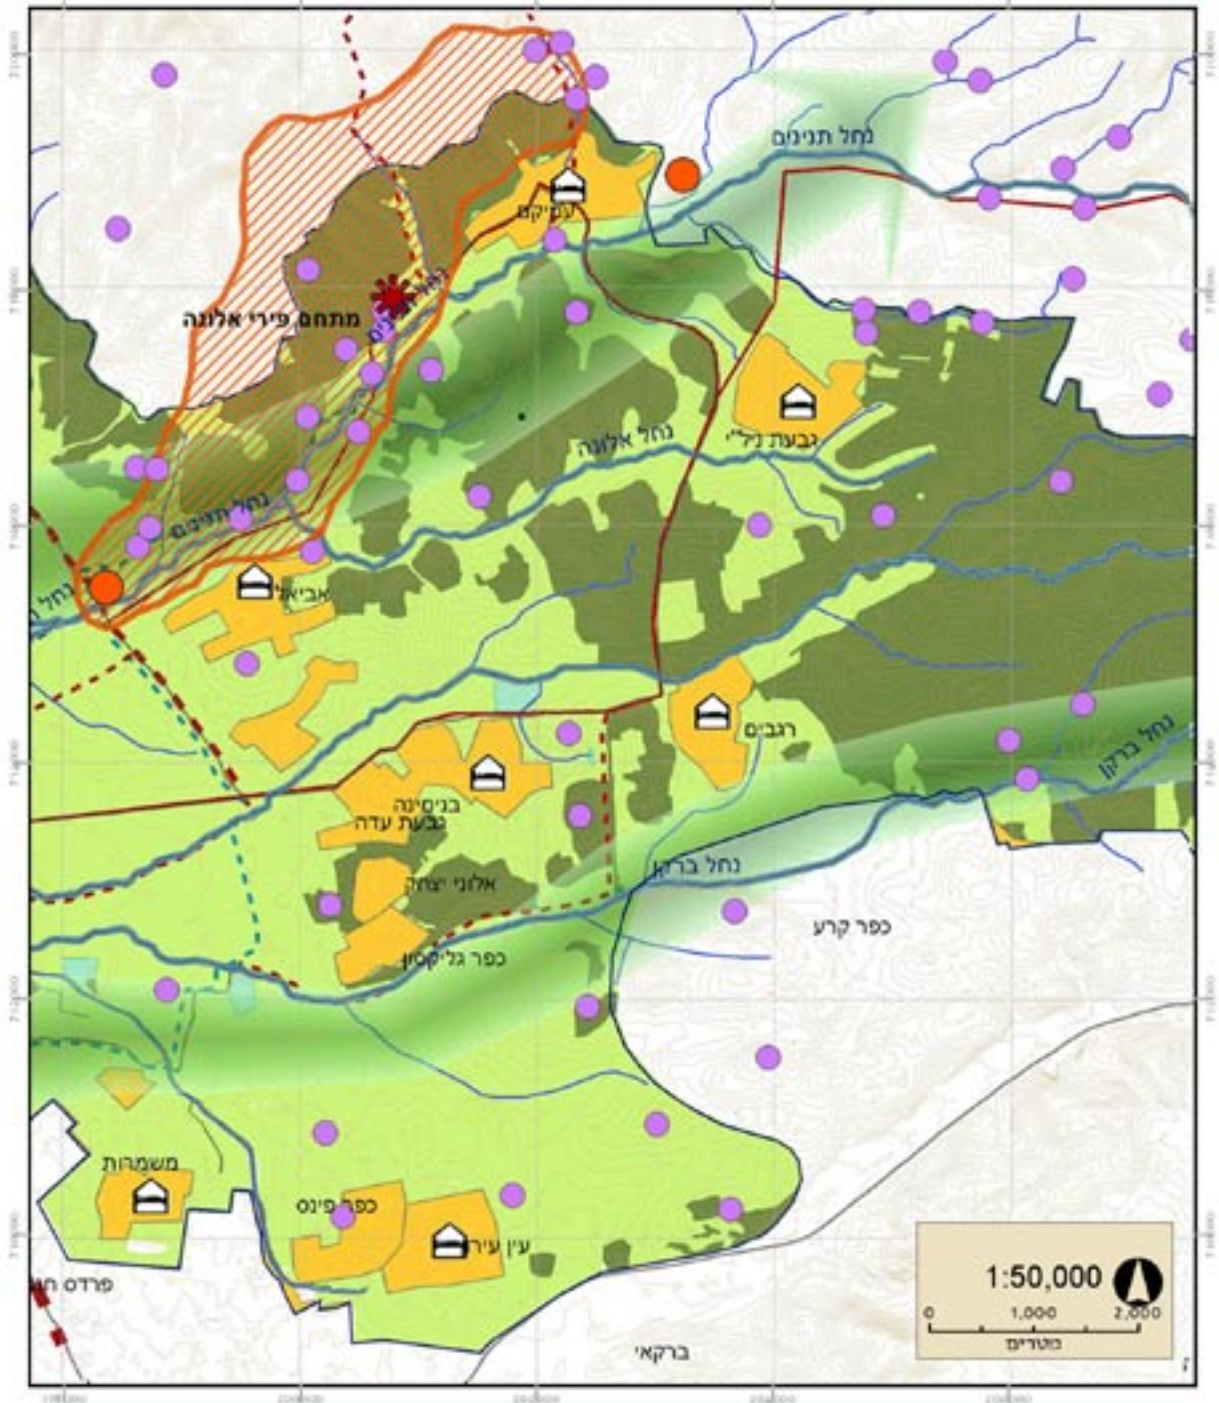 נחל תנינים
עמיקם
מתחם פירי אלונה
נחל אלונה
גבעת ניל"י
נחל תנינים
אביאל
רגבים
נחל ברקן
בנימינה
גבעת עדה
נחל ברקן
אלוני יצחק
כפר קרע
כפר גליקסון
משמרות
כפר פינס
עין עירון
פרדס חנה
1:50,000
0 1,000 2,000
מטרים
ברקאי